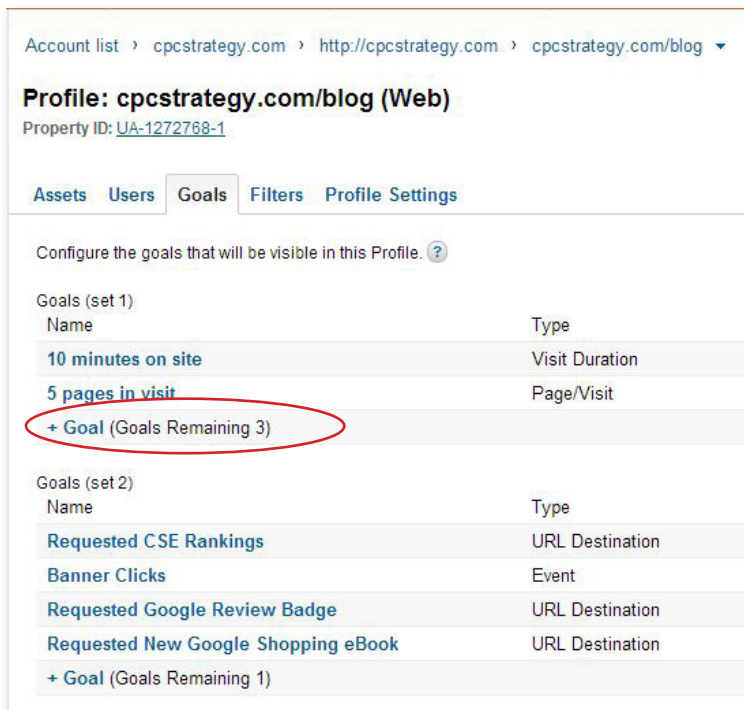 Account list › cpcstrategy.com › http://cpcstrategy.com › cpcstrategy.com/blog
Profile: cpcstrategy.com/blog (Web)
Property ID: UA-1272768-1
Assets Users Goals Filters Profile Settings
Configure the goals that will be visible in this Profile. ?
Goals (set 1)
Name Type
10 minutes on site Visit Duration
5 pages in visit Page/Visit
+ Goal (Goals Remaining 3)
Goals (set 2)
Name Type
Requested CSE Rankings URL Destination
Banner Clicks Event
Requested Google Review Badge URL Destination
Requested New Google Shopping eBook URL Destination
+ Goal (Goals Remaining 1)